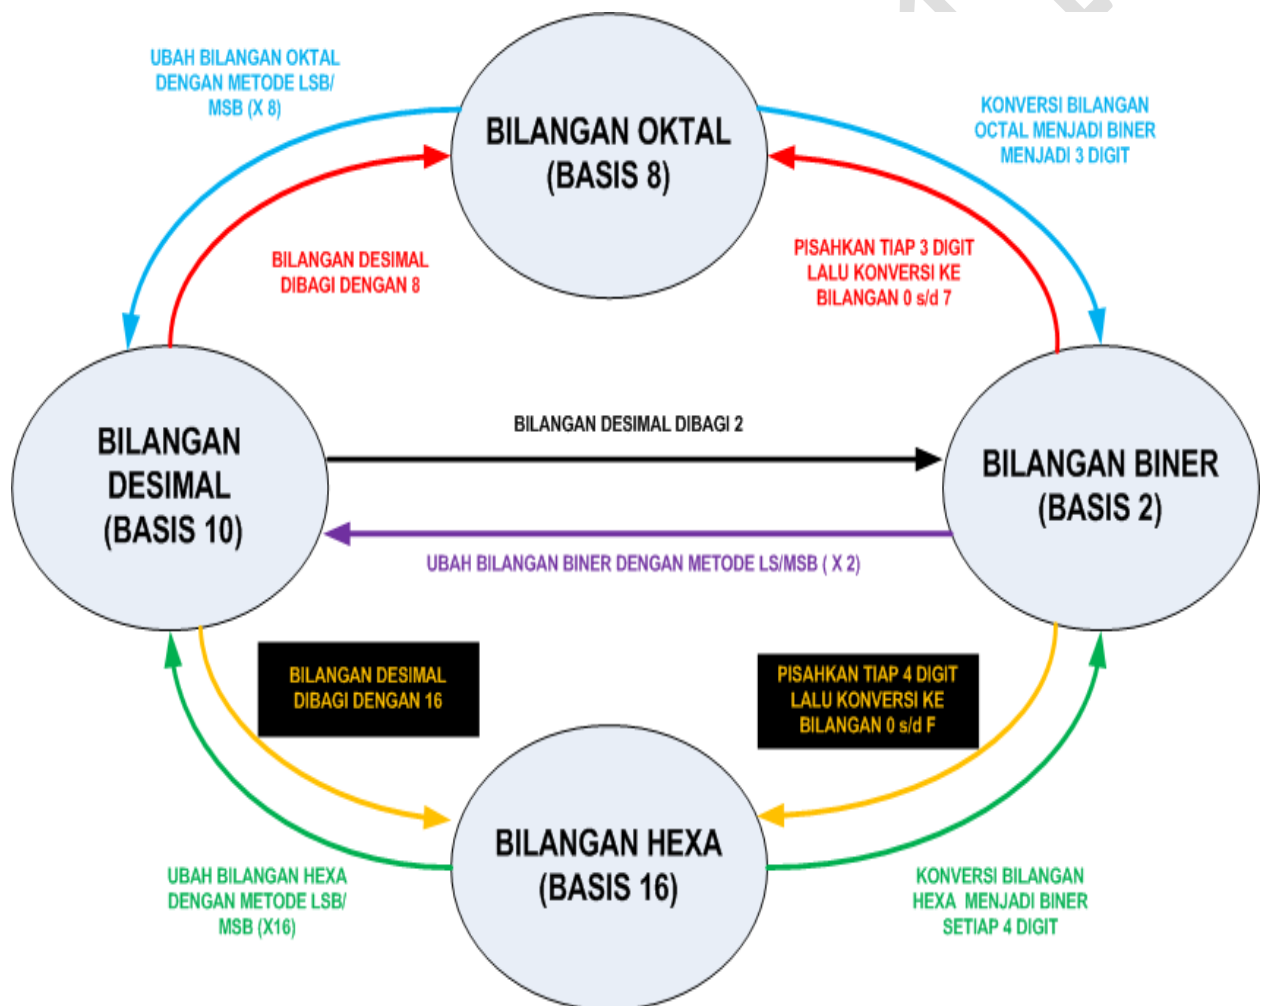 UBAH BILANGAN OKTAL
DENGAN METODE LSB/
MSB (X 8)
BILANGAN OKTAL
(BASIS 8)
KONVERSI BILANGAN
OCTAL MENJADI BINER
MENJADI 3 DIGIT
BILANGAN DESIMAL
DIBAGI DENGAN 8
PISAHKAN TIAP 3 DIGIT
LALU KONVERSI KE
BILANGAN 0 s/d 7
BILANGAN
DESIMAL
(BASIS 10)
BILANGAN DESIMAL DIBAGI 2
BILANGAN BINER
(BASIS 2)
UBAH BILANGAN BINER DENGAN METODE LS/MSB ( X 2)
BILANGAN DESIMAL
DIBAGI DENGAN 16
PISAHKAN TIAP 4 DIGIT
LALU KONVERSI KE
BILANGAN 0 s/d F
BILANGAN HEXA
(BASIS 16)
UBAH BILANGAN HEXA
DENGAN METODE LSB/
MSB (X16)
KONVERSI BILANGAN
HEXA MENJADI BINER
SETIAP 4 DIGIT